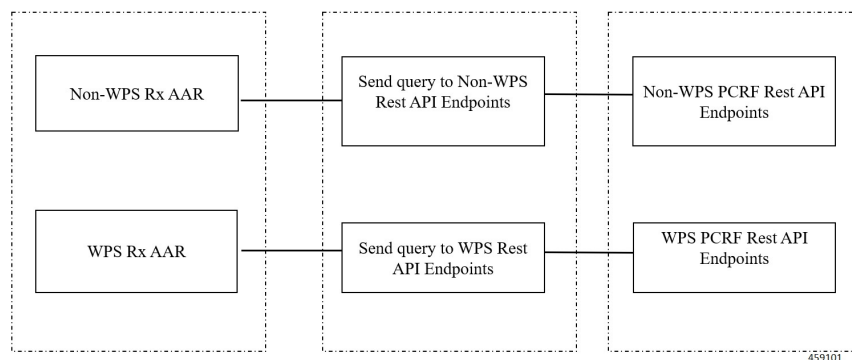 Non-WPS Rx AAR
Send query to Non-WPS
Rest API Endpoints
Non-WPS PCRF Rest API
Endpoints
WPS Rx AAR
Send query to WPS Rest
API Endpoints
WPS PCRF Rest API
Endpoints
459101